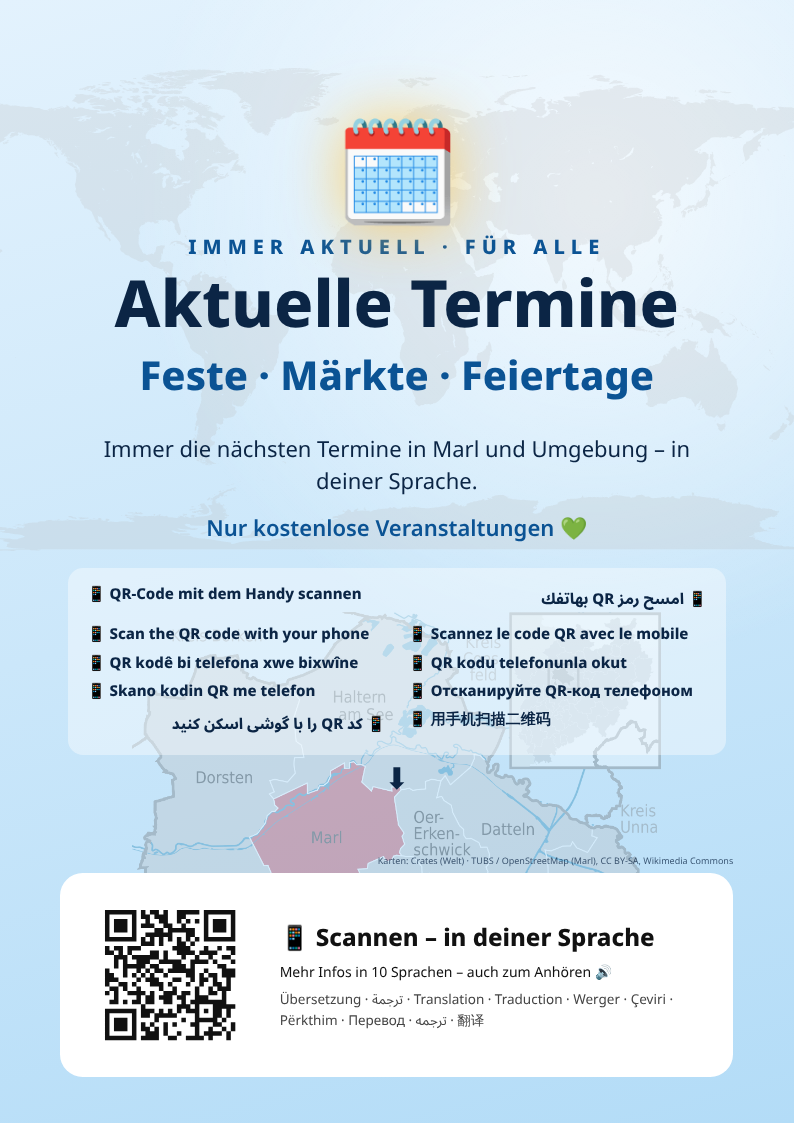 IMMER AKTUELL · FÜR ALLE
Aktuelle Termine
Feste · Märkte · Feiertage
Immer die nächsten Termine in Marl und Umgebung – in
deiner Sprache.
Nur kostenlose Veranstaltungen 💚
📱 QR-Code mit dem Handy scannen
📱 امسح رمز QR بهاتفك
📱 Scan the QR code with your phone
📱 Scannez le code QR avec le mobile
📱 QR kodê bi telefona xwe bixwîne
📱 QR kodu telefonunla okut
📱 Skano kodin QR me telefon
📱 Отсканируйте QR-код телефоном
📱 کد QR را با گوشی اسکن کنید
📱 用手机扫描二维码
Kreis
feld
Haltern
am See
⬇
Dorsten
Marl
Oer-
Erken-
schwick
Datteln
Kreis
Unna
Karten: Crates (Welt) · TUBS / OpenStreetMap (Marl), CC BY-SA, Wikimedia Commons
📱 Scannen – in deiner Sprache
Mehr Infos in 10 Sprachen – auch zum Anhören 🔊
Übersetzung · ترجمة · Translation · Traduction · Werger · Çeviri ·
Përkthim · Перевод · ترجمه · 翻译